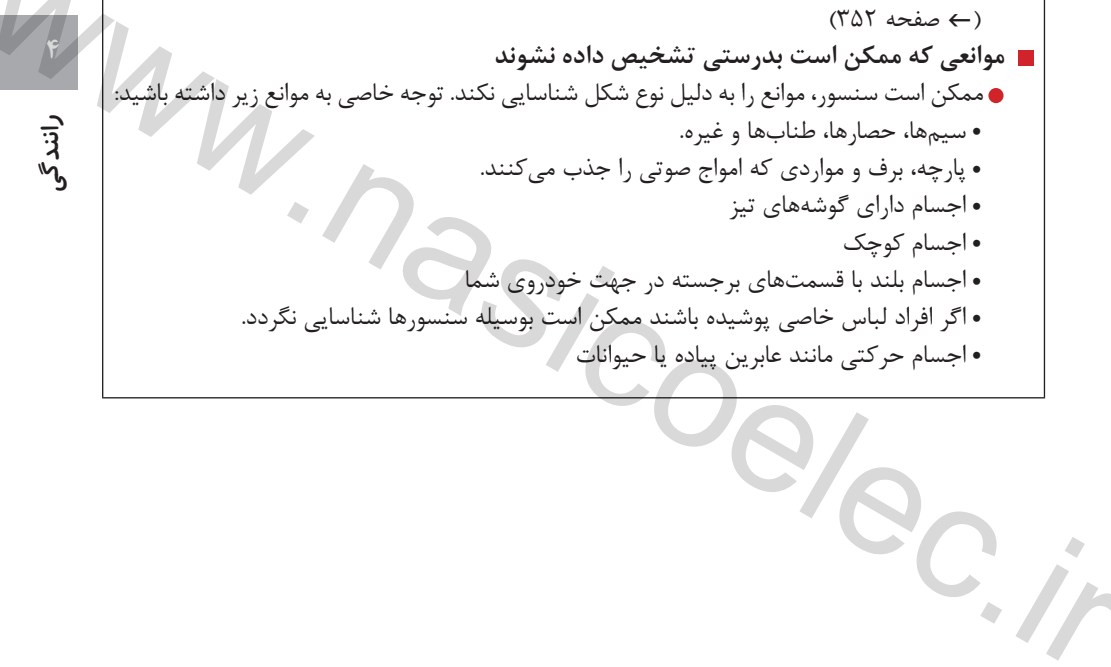 (← صفحه ۳۵۲)
موانعی که ممکن است بدرستی تشخیص داده نشوند
ممکن است سنسور، موانع را به دلیل نوع شکل شناسایی نکند. توجه خاصی به موانع زیر داشته باشید:
• سیم‌ها، حصارها، طناب‌ها و غیره.
• پارچه، برف و مواردی که امواج صوتی را جذب می‌کنند.
• اجسام دارای گوشه‌های تیز
• اجسام کوچک
• اجسام بلند با قسمت‌های برجسته در جهت خودروی شما
• اگر افراد لباس خاصی پوشیده باشند ممکن است بوسیله سنسورها شناسایی نگردد.
• اجسام حرکتی مانند عابرین پیاده یا حیوانات
۴
رانندگی
www.nasicoelec.ir